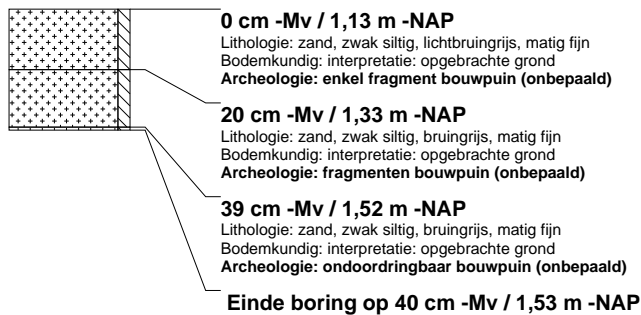 0 cm -Mv / 1,13 m -NAP
Lithologie: zand, zwak siltig, lichtbruingrijs, matig fijn
Bodemkundig: interpretatie: opgebrachte grond
Archeologie: enkel fragment bouwpuin (onbepaald)
20 cm -Mv / 1,33 m -NAP
Lithologie: zand, zwak siltig, bruingrijs, matig fijn
Bodemkundig: interpretatie: opgebrachte grond
Archeologie: fragmenten bouwpuin (onbepaald)
39 cm -Mv / 1,52 m -NAP
Lithologie: zand, zwak siltig, bruingrijs, matig fijn
Bodemkundig: interpretatie: opgebrachte grond
Archeologie: ondoordringbaar bouwpuin (onbepaald)
Einde boring op 40 cm -Mv / 1,53 m -NAP